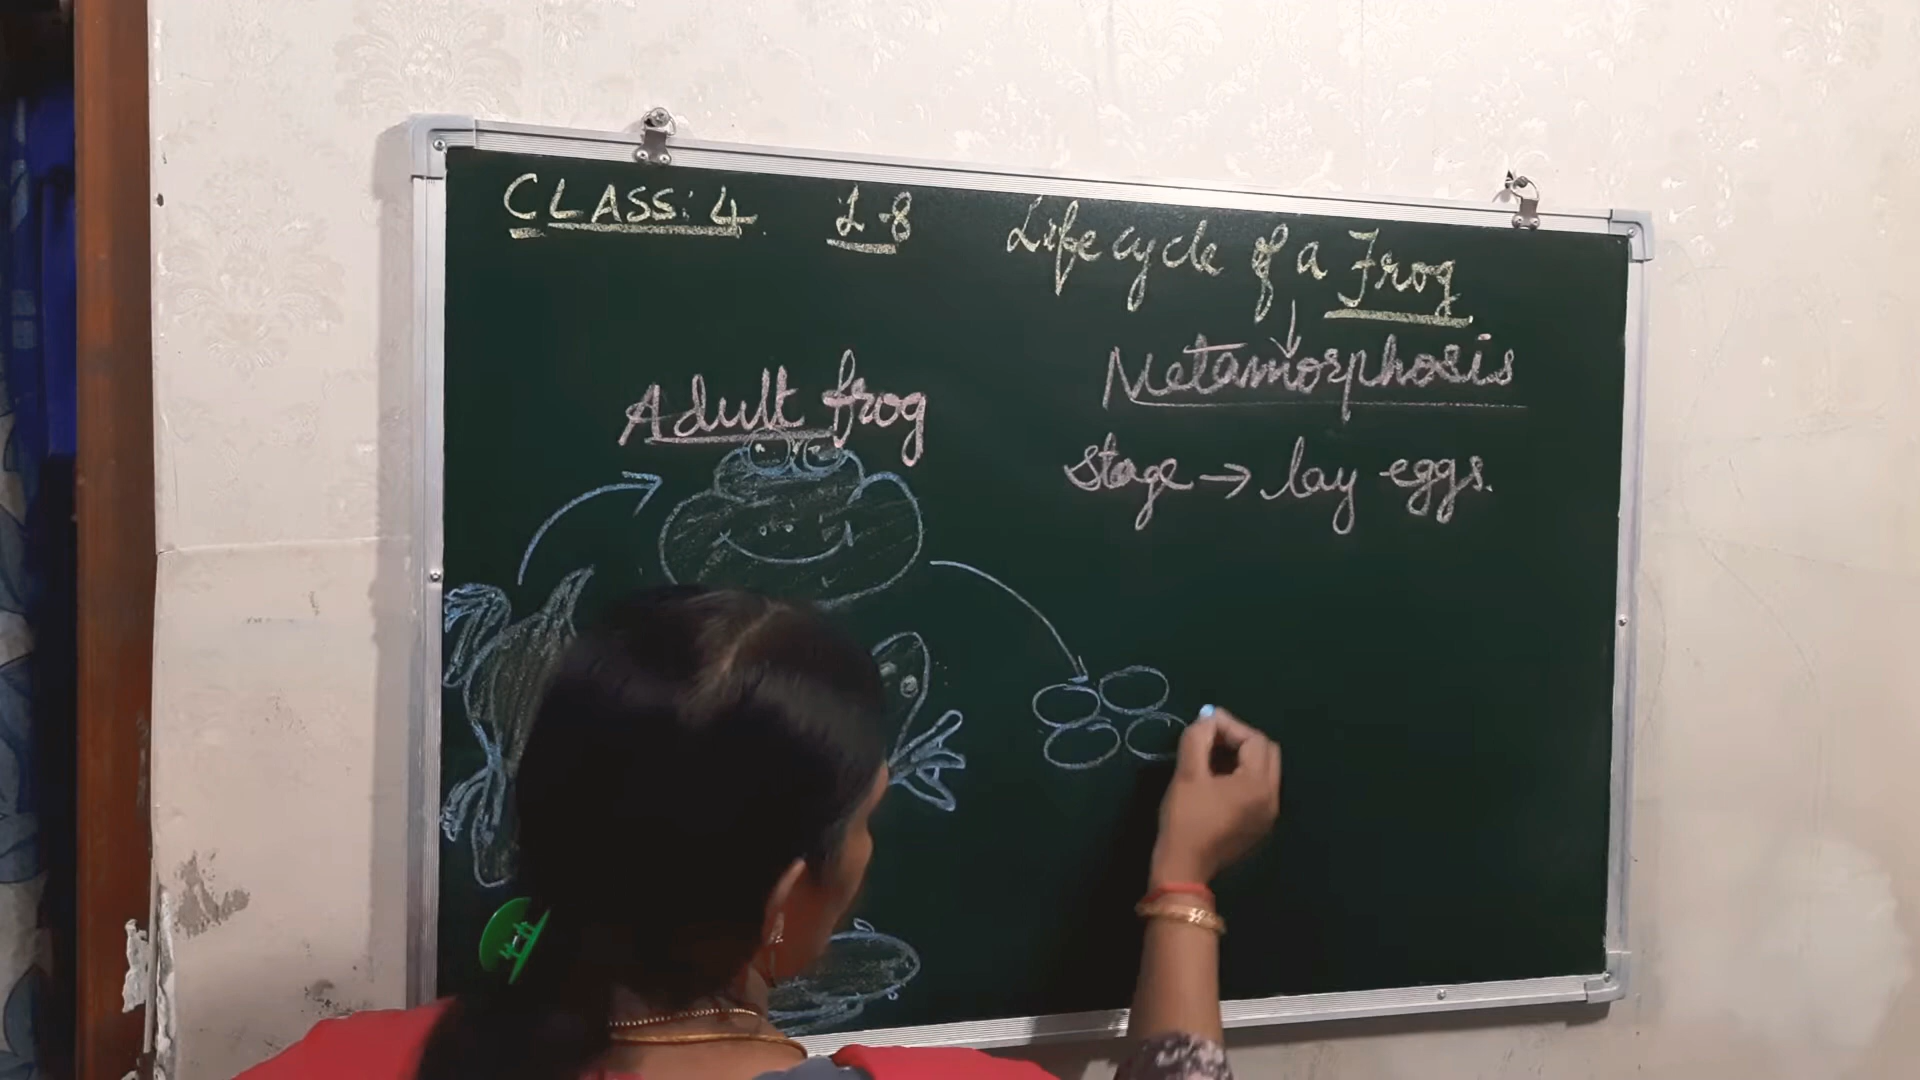 CLASS: 4 L-8 Life cycle of a Frog
Metamorphosis
Adult frog
stage → lay eggs.